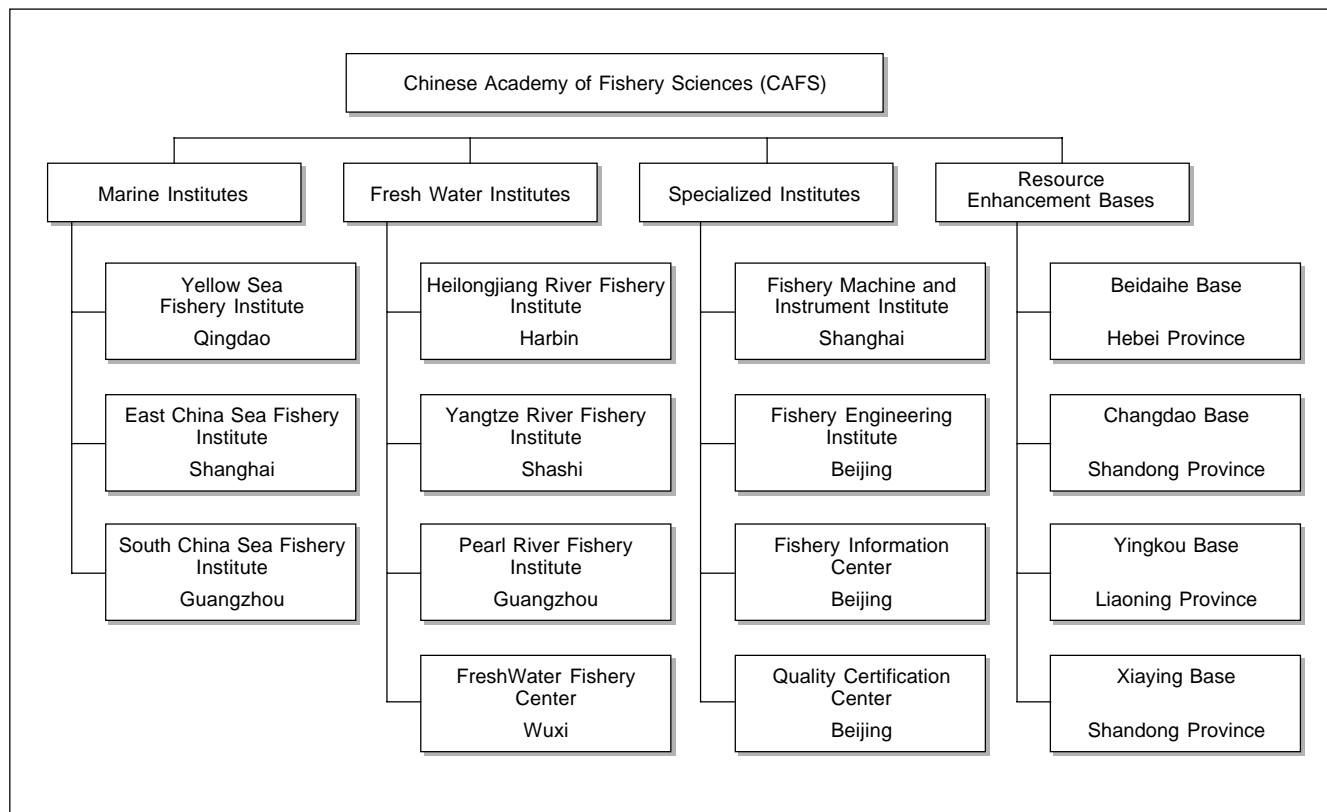 Chinese Academy of Fishery Sciences (CAFS)
Marine Institutes
Fresh Water Institutes
Specialized Institutes
Resource
Enhancement Bases
Yellow Sea
Fishery Institute
Qingdao
East China Sea Fishery
Institute
Shanghai
South China Sea Fishery
Institute
Guangzhou
Heilongjiang River Fishery
Institute
Harbin
Yangtze River Fishery
Institute
Shashi
Pearl River Fishery
Institute
Guangzhou
FreshWater Fishery
Center
Wuxi
Fishery Machine and
Instrument Institute
Shanghai
Fishery Engineering
Institute
Beijing
Fishery Information
Center
Beijing
Quality Certification
Center
Beijing
Beidaihe Base
Hebei Province
Changdao Base
Shandong Province
Yingkou Base
Liaoning Province
Xiaying Base
Shandong Province